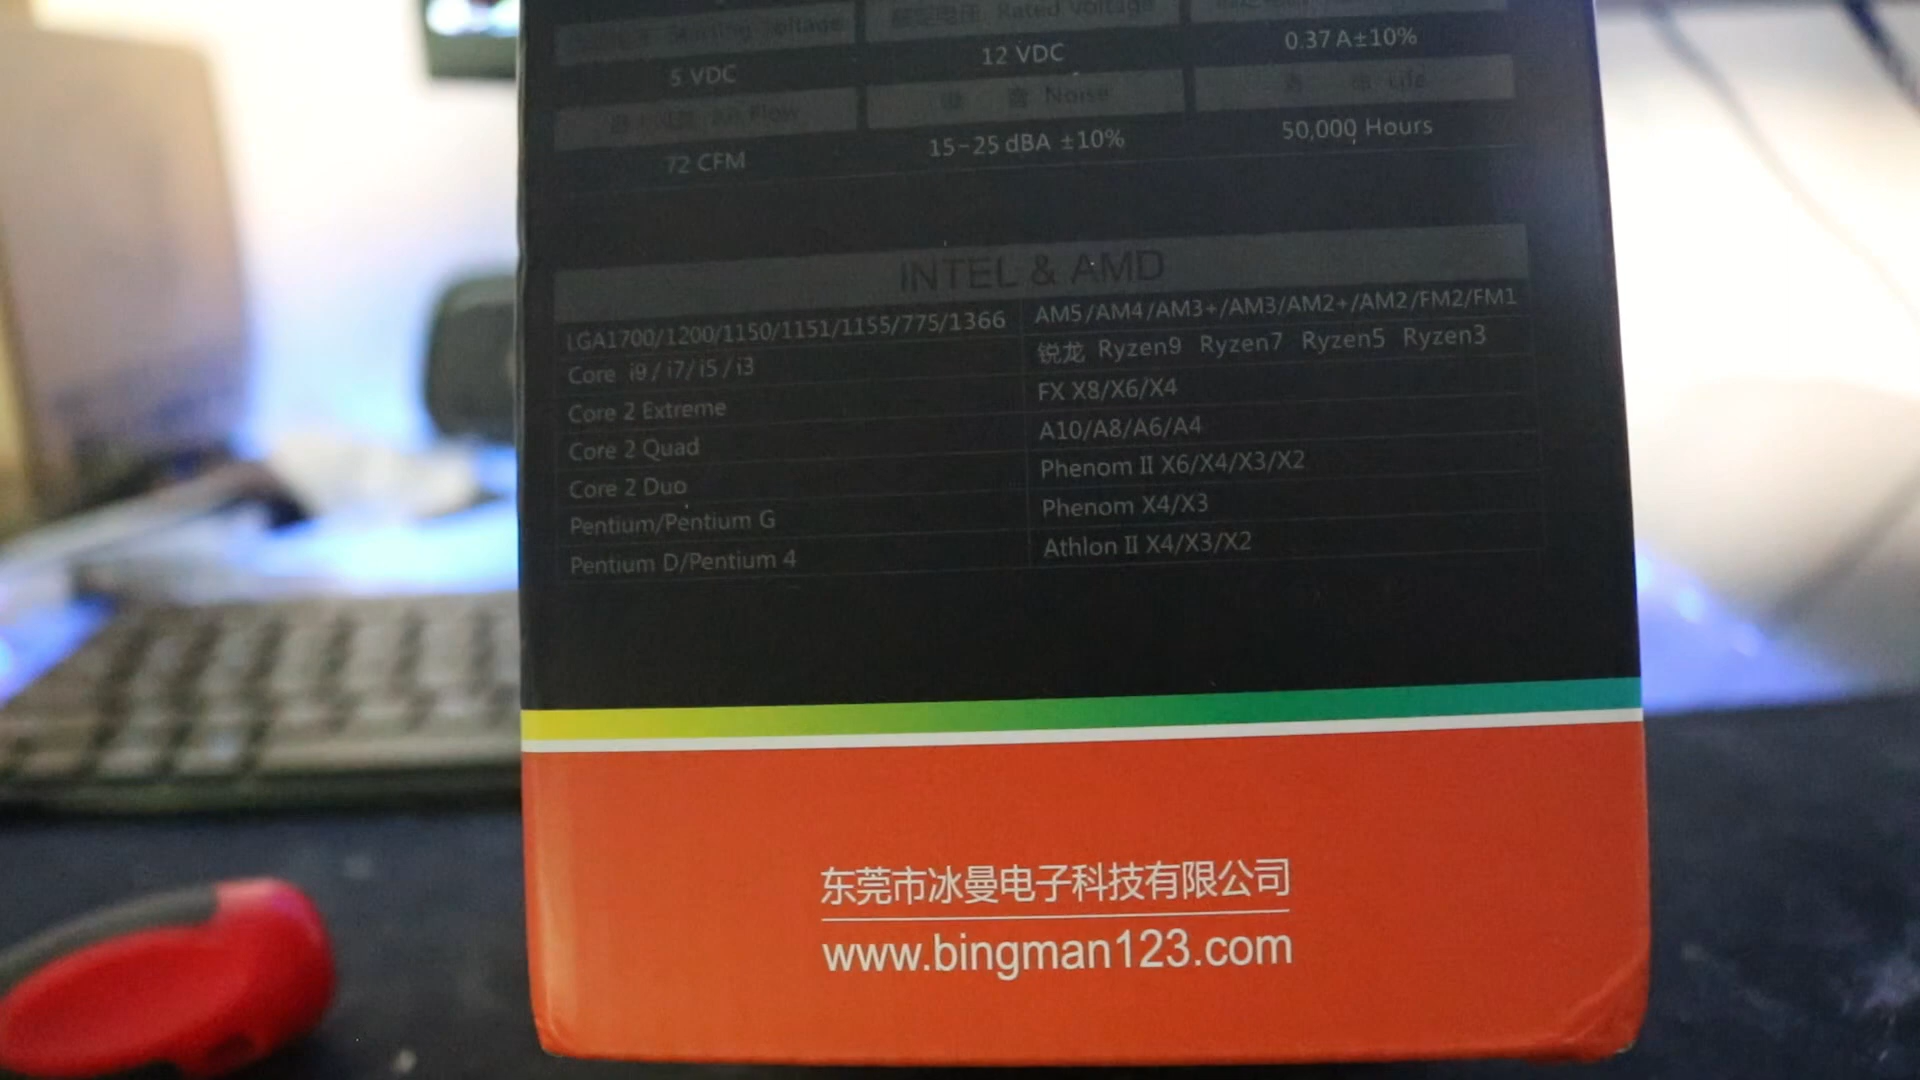 Starting Voltage
额定电压 Rated Voltage
5 VDC
12 VDC
0.37 A±10%
Air Flow
噪 音 Noise
寿 命 Life
72 CFM
15-25 dBA ±10%
50,000 Hours
INTEL & AMD
LGA1700/1200/1150/1151/1155/775/1366
AM5/AM4/AM3+/AM3/AM2+/AM2/FM2/FM1
Core i9/i7/i5/i3
锐龙 Ryzen9 Ryzen7 Ryzen5 Ryzen3
Core 2 Extreme
FX X8/X6/X4
Core 2 Quad
A10/A8/A6/A4
Core 2 Duo
Phenom II X6/X4/X3/X2
Pentium/Pentium G
Phenom X4/X3
Pentium D/Pentium 4
Athlon II X4/X3/X2
东莞市冰曼电子科技有限公司
www.bingman123.com